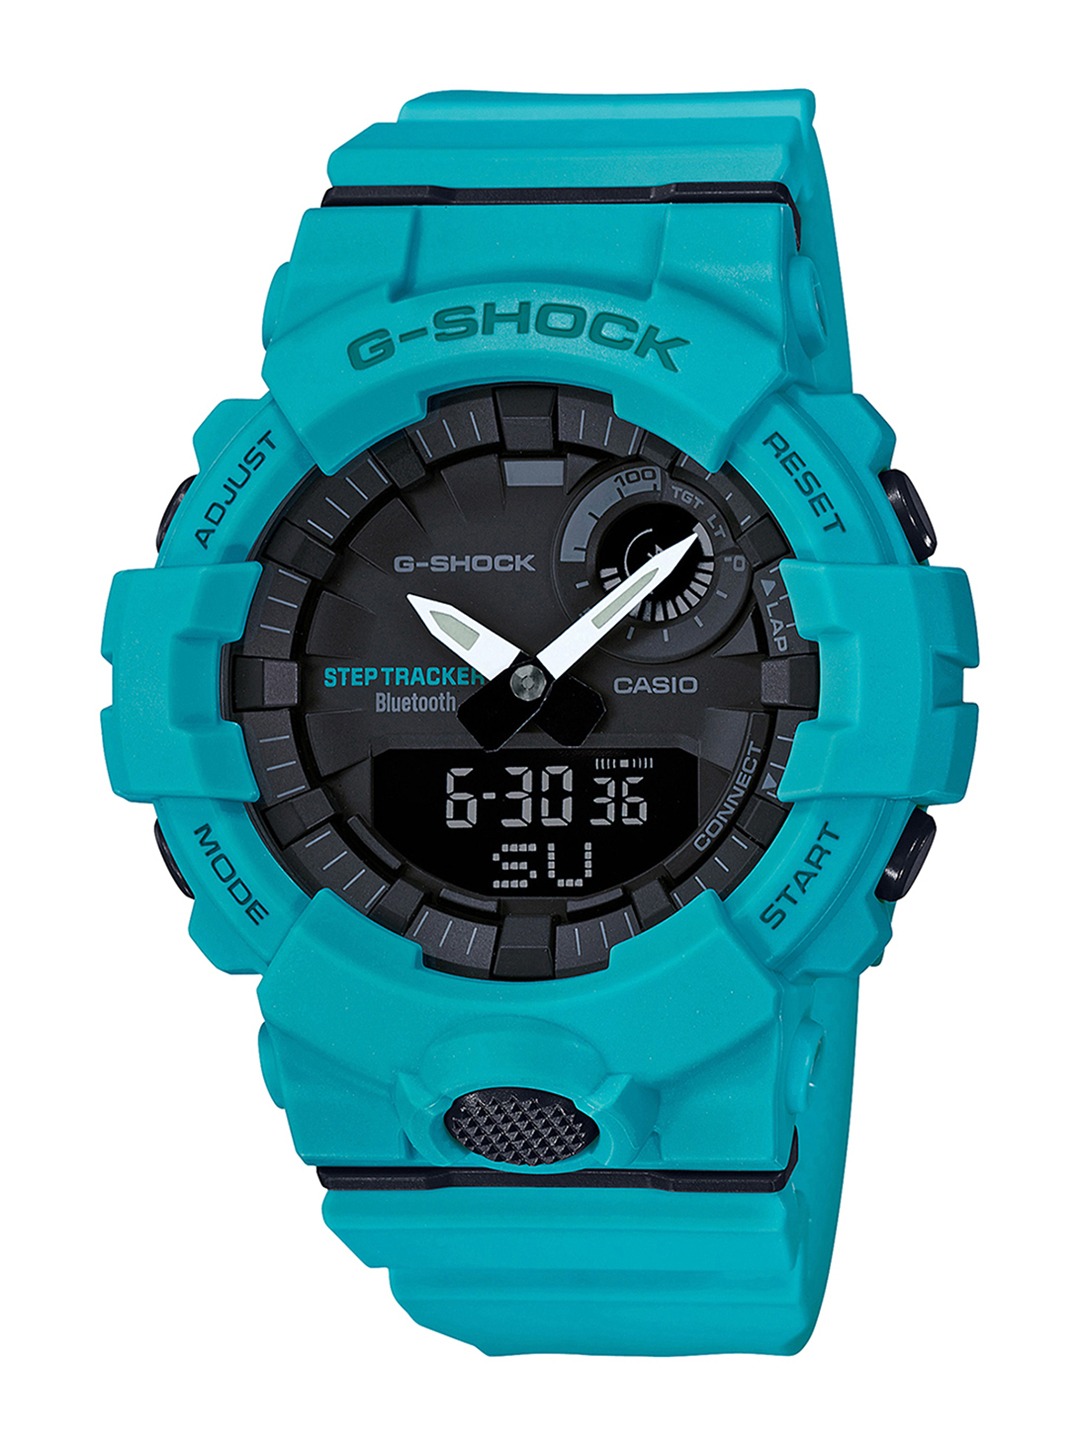 G-SHOCK
ADJUST
RESET
100
TGT
LT
0
G-SHOCK
LAP
STEP TRACKER
Bluetooth
CASIO
6-30 36
SU
CONNECT
MODE
START